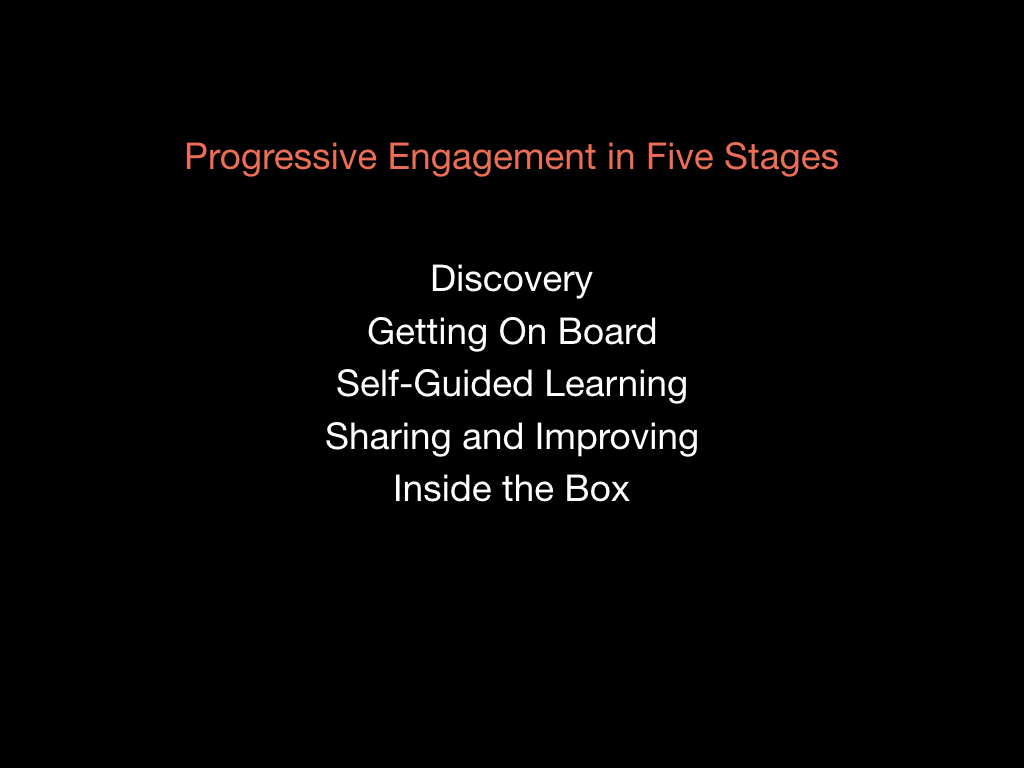 Progressive Engagement in Five Stages
Discovery
Getting On Board
Self-Guided Learning
Sharing and Improving
Inside the Box